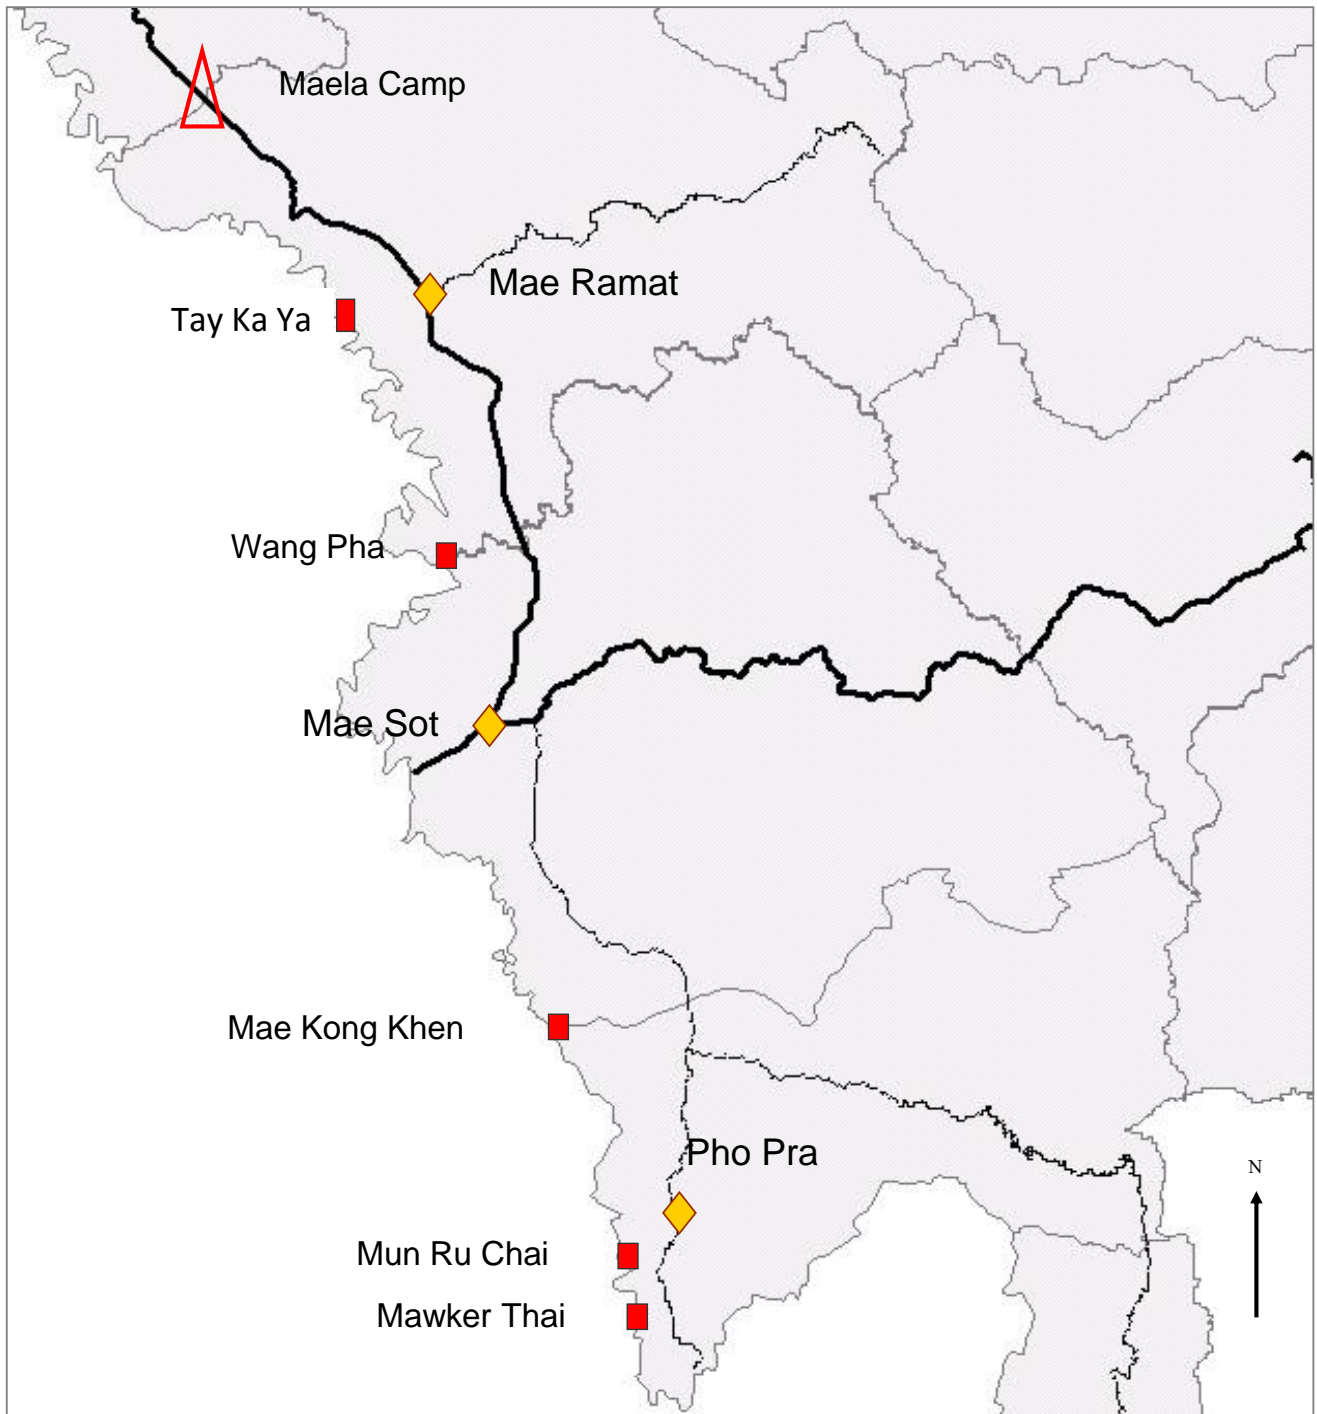 Maela Camp
Mae Ramat
Tay Ka Ya
Wang Pha
Mae Sot
Mae Kong Khen
Pho Pra
N
Mun Ru Chai
Mawker Thai